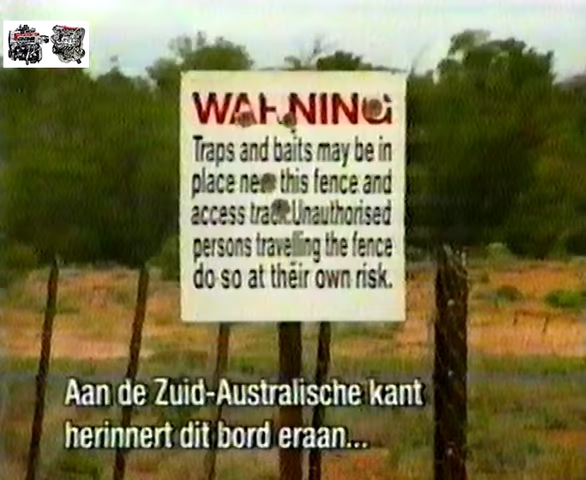 WARNING
Traps and baits may be in
place near this fence and
access track. Unauthorised
persons travelling the fence
do so at their own risk.
Aan de Zuid-Australische kant
herinnert dit bord eraan...